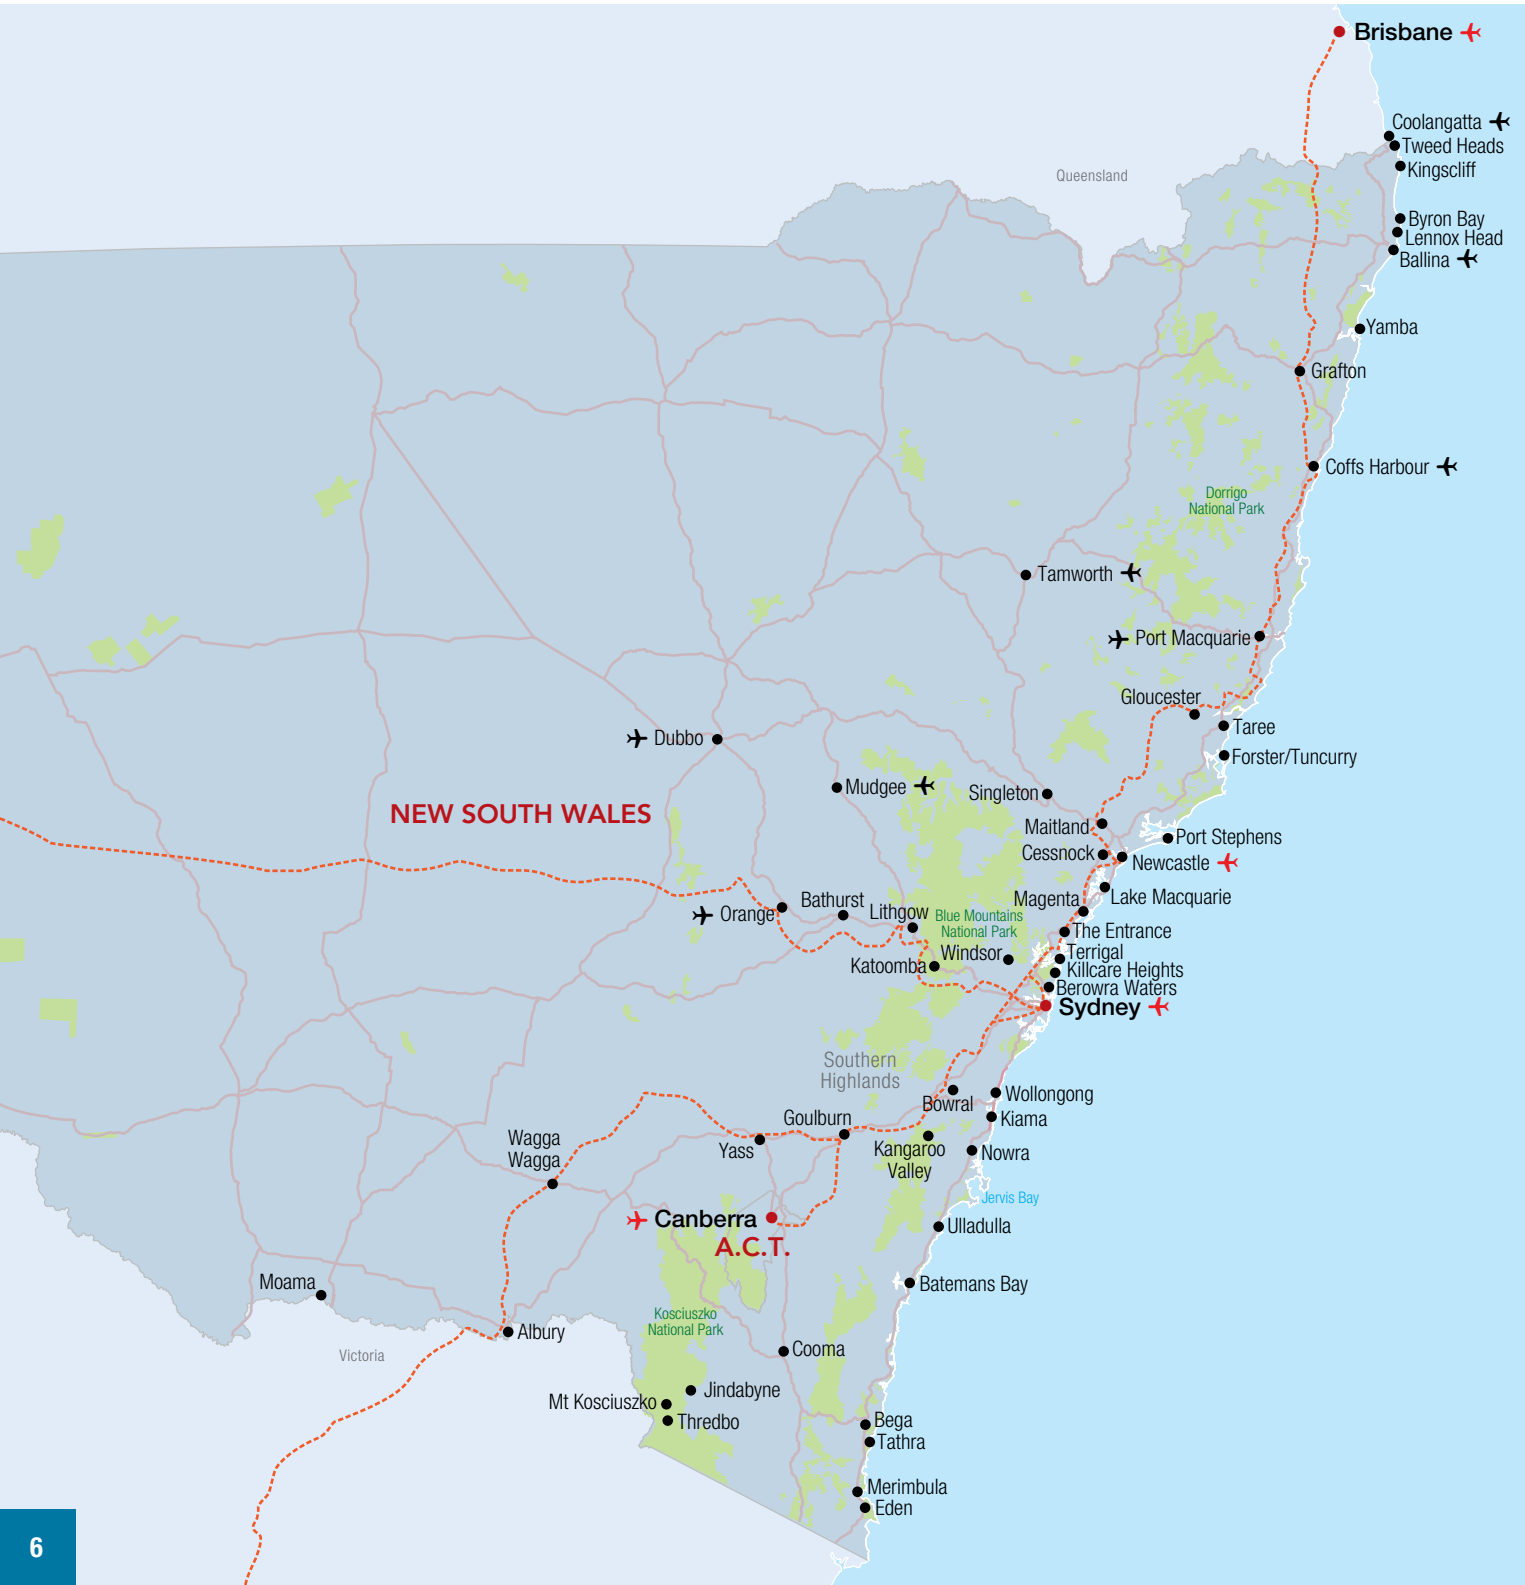 Brisbane
Coolangatta
Tweed Heads
Queensland
Kingscliff
Byron Bay
Lennox Head
Ballina
Yamba
Grafton
Coffs Harbour
Dorrigo
National Park
Tamworth
Port Macquarie
Gloucester
Taree
Dubbo
Forster/Tuncurry
Mudgee
Singleton
NEW SOUTH WALES
Maitland
Port Stephens
Cessnock
Newcastle
Lake Macquarie
Magenta
Bathurst
Orange
Lithgow
Blue Mountains
National Park
The Entrance
Windsor
Terrigal
Katoomba
Killcare Heights
Berowra Waters
Sydney
Southern
Highlands
Wollongong
Bowral
Goulburn
Kiama
Wagga
Wagga
Yass
Kangaroo
Valley
Nowra
Jervis Bay
Canberra
Ulladulla
A.C.T.
Moama
Batemans Bay
Kosciuszko
National Park
Albury
Cooma
Victoria
Jindabyne
Mt Kosciuszko
Thredbo
Bega
Tathra
Merimbula
Eden
6